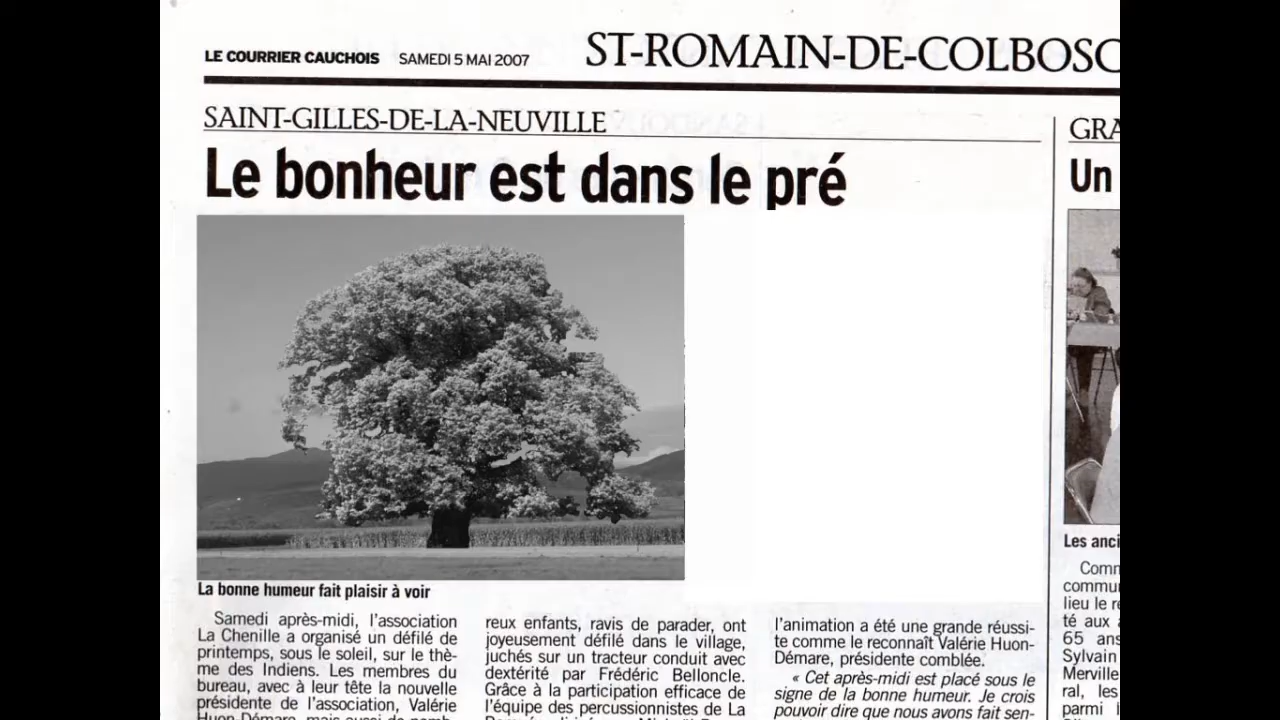 LE COURRIER CAUCHOIS SAMEDI 5 MAI 2007
ST-ROMAIN-DE-COLBOSC
SAINT-GILLES-DE-LA-NEUVILLE
Le bonheur est dans le pré
La bonne humeur fait plaisir à voir
Samedi après-midi, l'association
La Chenille a organisé un défilé de
printemps, sous le soleil, sur le thè-
me des Indiens. Les membres du
bureau, avec à leur tête la nouvelle
présidente de l'association, Valérie
Huon-Démare, mais aussi de nomb-
reux enfants, ravis de parader, ont
joyeusement défilé dans le village,
juchés sur un tracteur conduit avec
dextérité par Frédéric Belloncle.
Grâce à la participation efficace de
l'équipe des percussionnistes de La
l'animation a été une grande réussi-
te comme le reconnaît Valérie Huon-
Démare, présidente comblée.
« Cet après-midi est placé sous le
signe de la bonne humeur. Je crois
pouvoir dire que nous avons fait sen-
GRA
Un
Les anci
Comm
commu
lieu le re
té aux a
65 ans
Sylvain
Merville
ral, les
parmi l